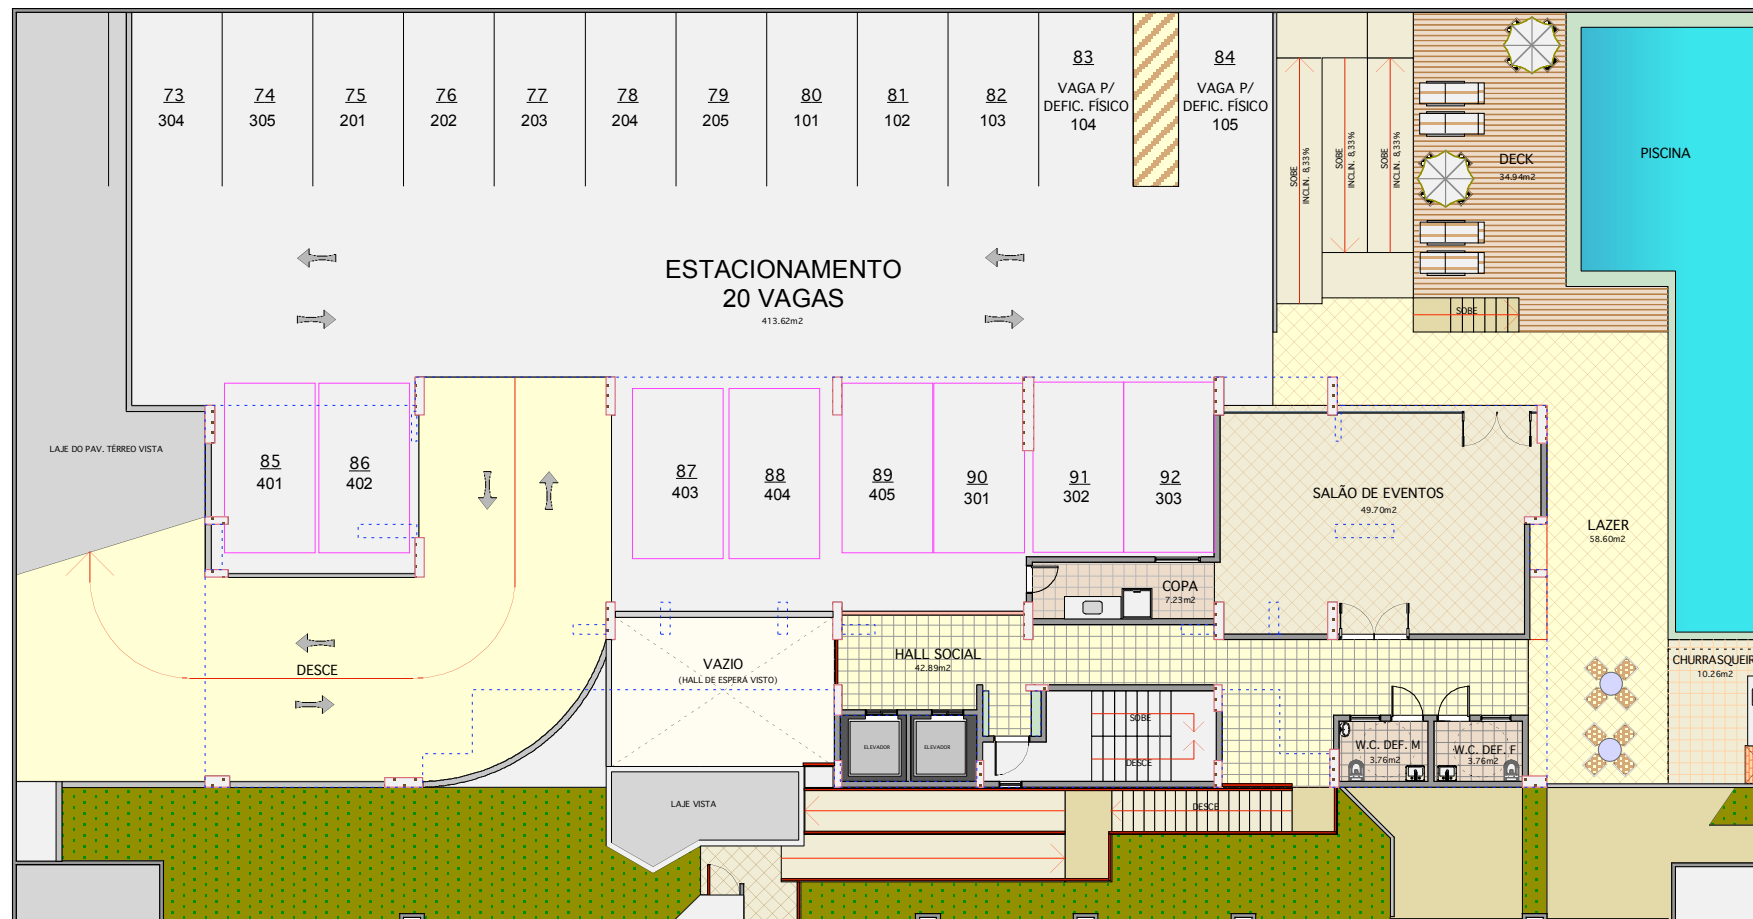 73
304
74
305
75
201
76
202
77
203
78
204
79
205
80
101
81
102
82
103
83
VAGA P/
DEFIC. FÍSICO
104
84
VAGA P/
DEFIC. FÍSICO
105
SOBE
INCLIN. 8,33%
SOBE
INCLIN. 8,33%
SOBE
INCLIN. 8,33%
DECK
34.94m2
PISCINA
ESTACIONAMENTO
20 VAGAS
413.62m2
SOBE
LAJE DO PAV. TÉRREO VISTA
85
401
86
402
87
403
88
404
89
405
90
301
91
302
92
303
SALÃO DE EVENTOS
49.70m2
LAZER
58.60m2
COPA
7.23m2
DESCE
VAZIO
(HALL DE ESPERA VISTO)
HALL SOCIAL
42.89m2
CHURRASQUEIR
10.26m2
ELEVADOR
ELEVADOR
SOBE
DESCE
W.C. DEF. M
3.76m2
W.C. DEF. F
3.76m2
LAJE VISTA
DESCE